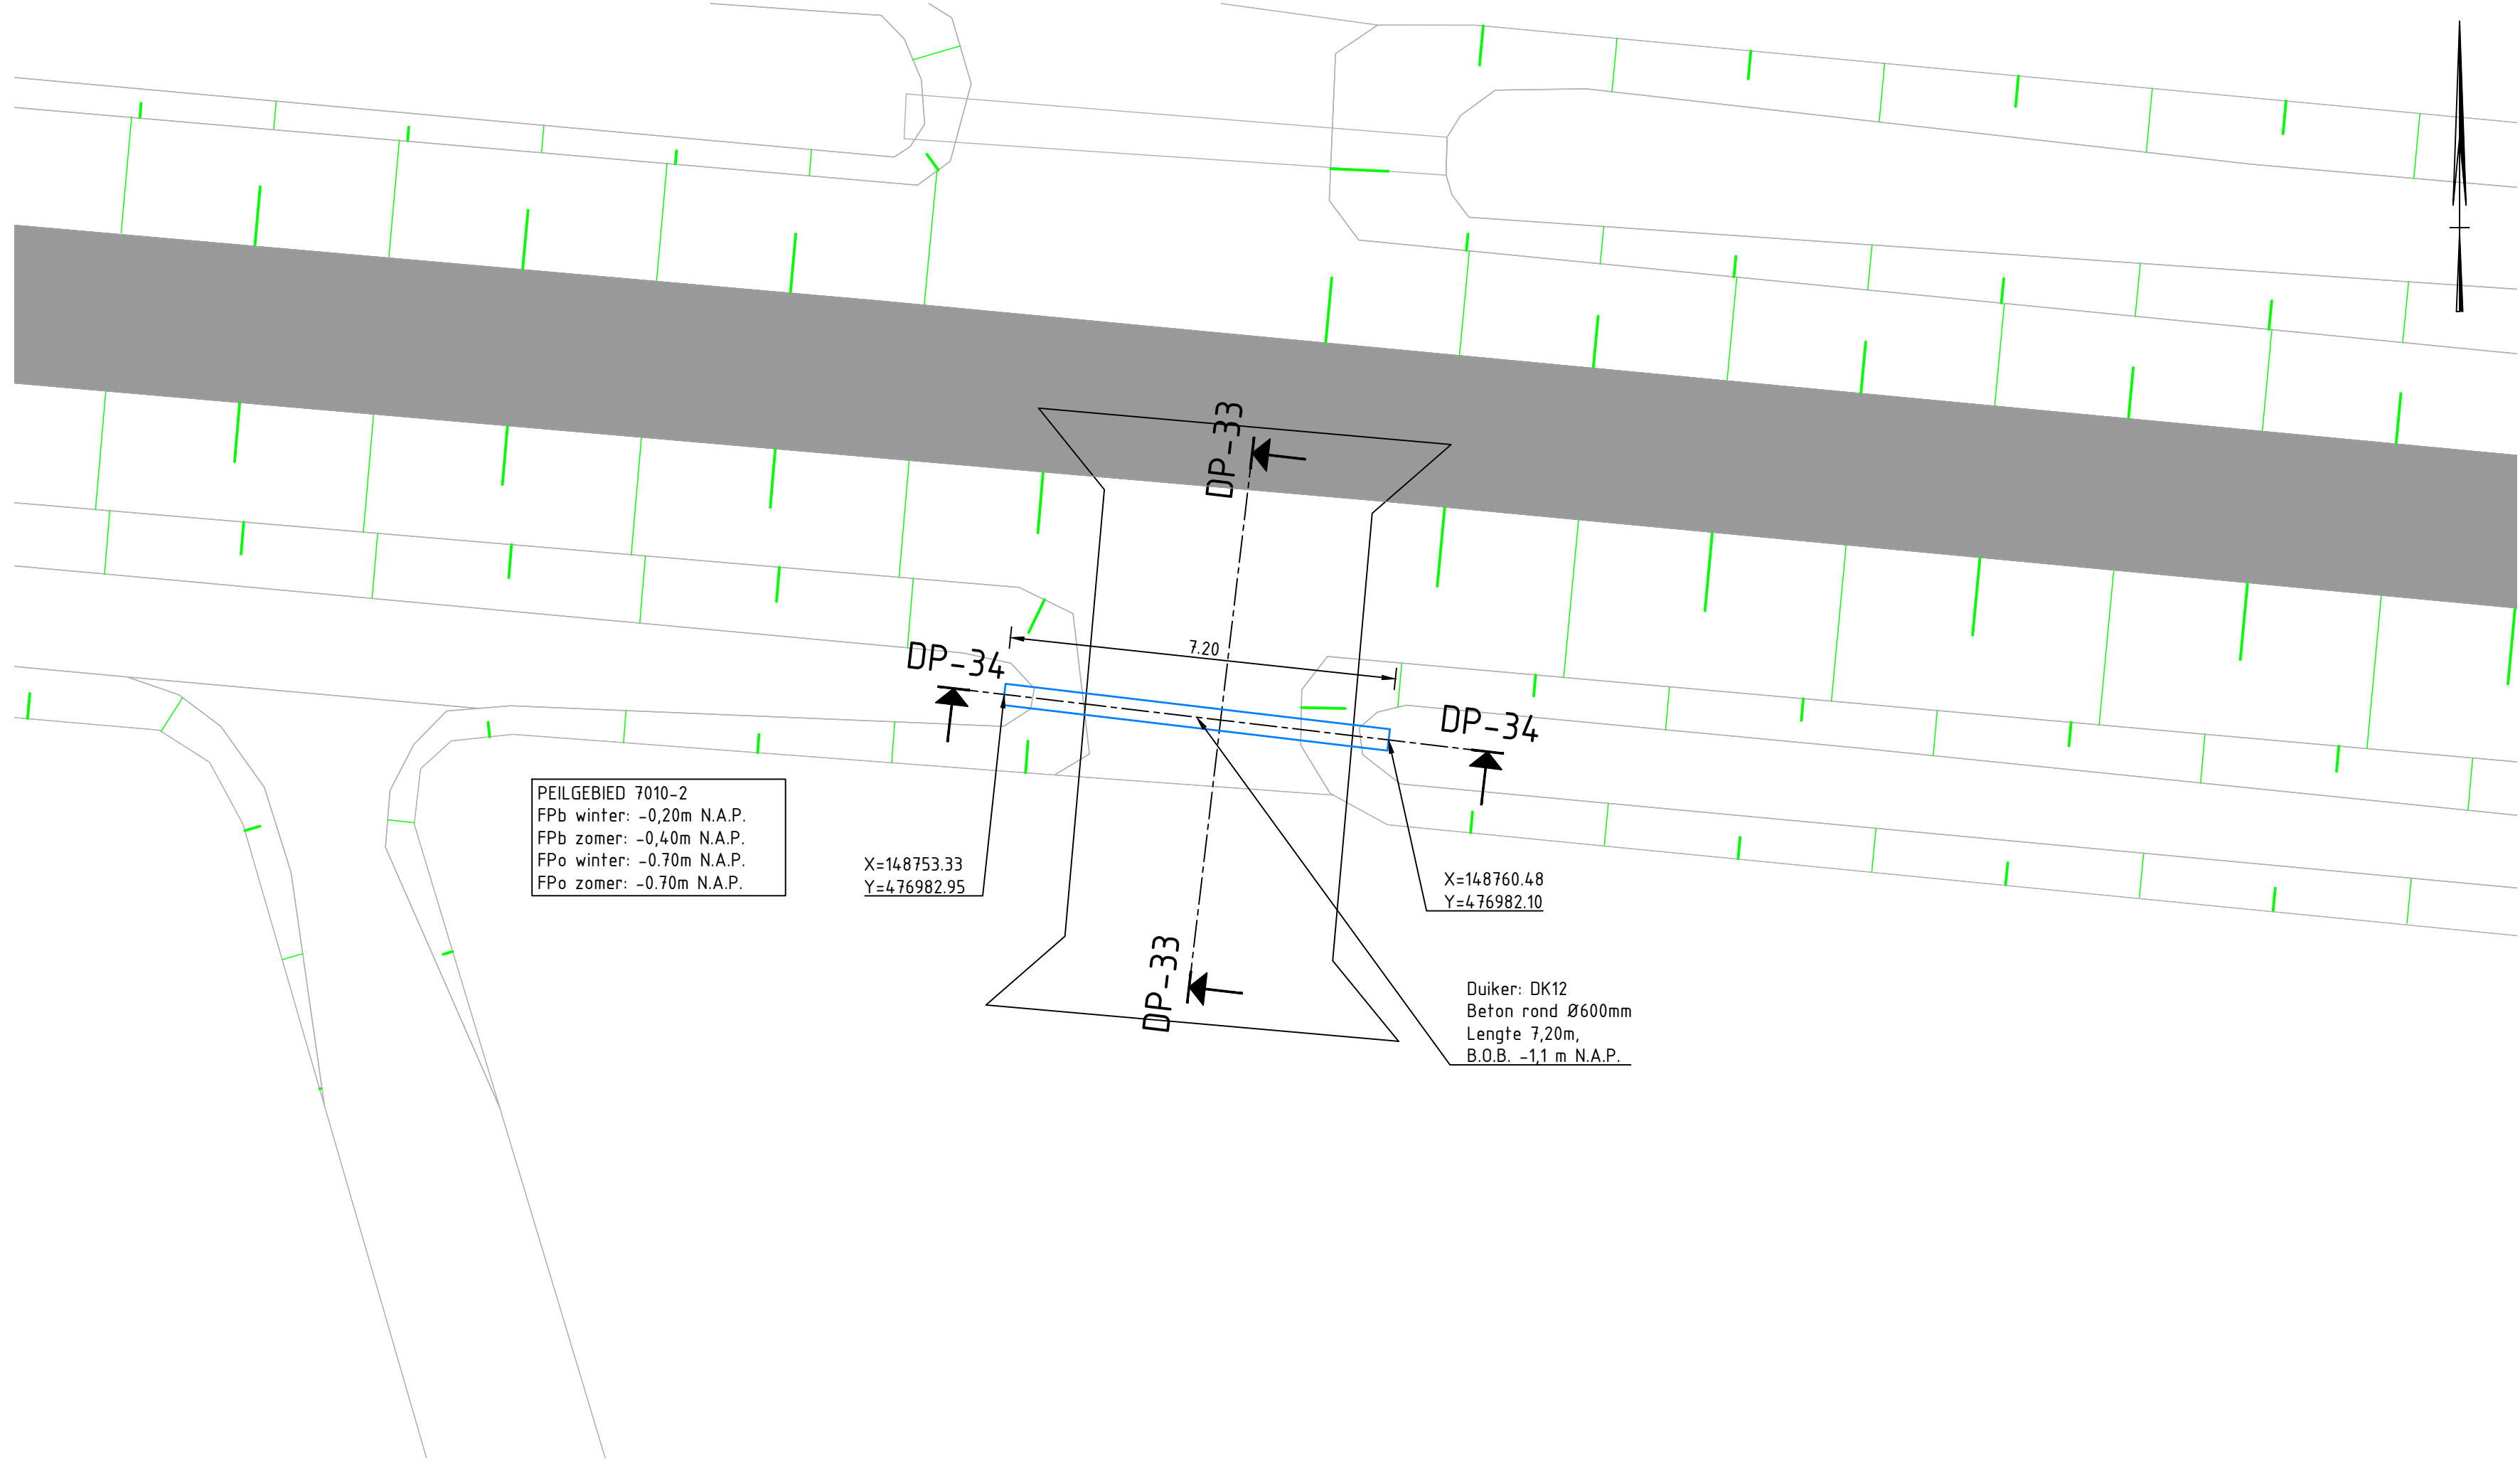 DP-33
7.20
DP-34
DP-34
PEILGEBIED 7010-2
FPb winter: -0,20m N.A.P.
FPb zomer: -0,40m N.A.P.
FPo winter: -0.70m N.A.P.
FPo zomer: -0.70m N.A.P.
X=148753.33
Y=476982.95
X=148760.48
Y=476982.10
DP-33
Duiker: DK12
Beton rond Ø600mm
Lengte 7,20m,
B.O.B. -1,1 m N.A.P.